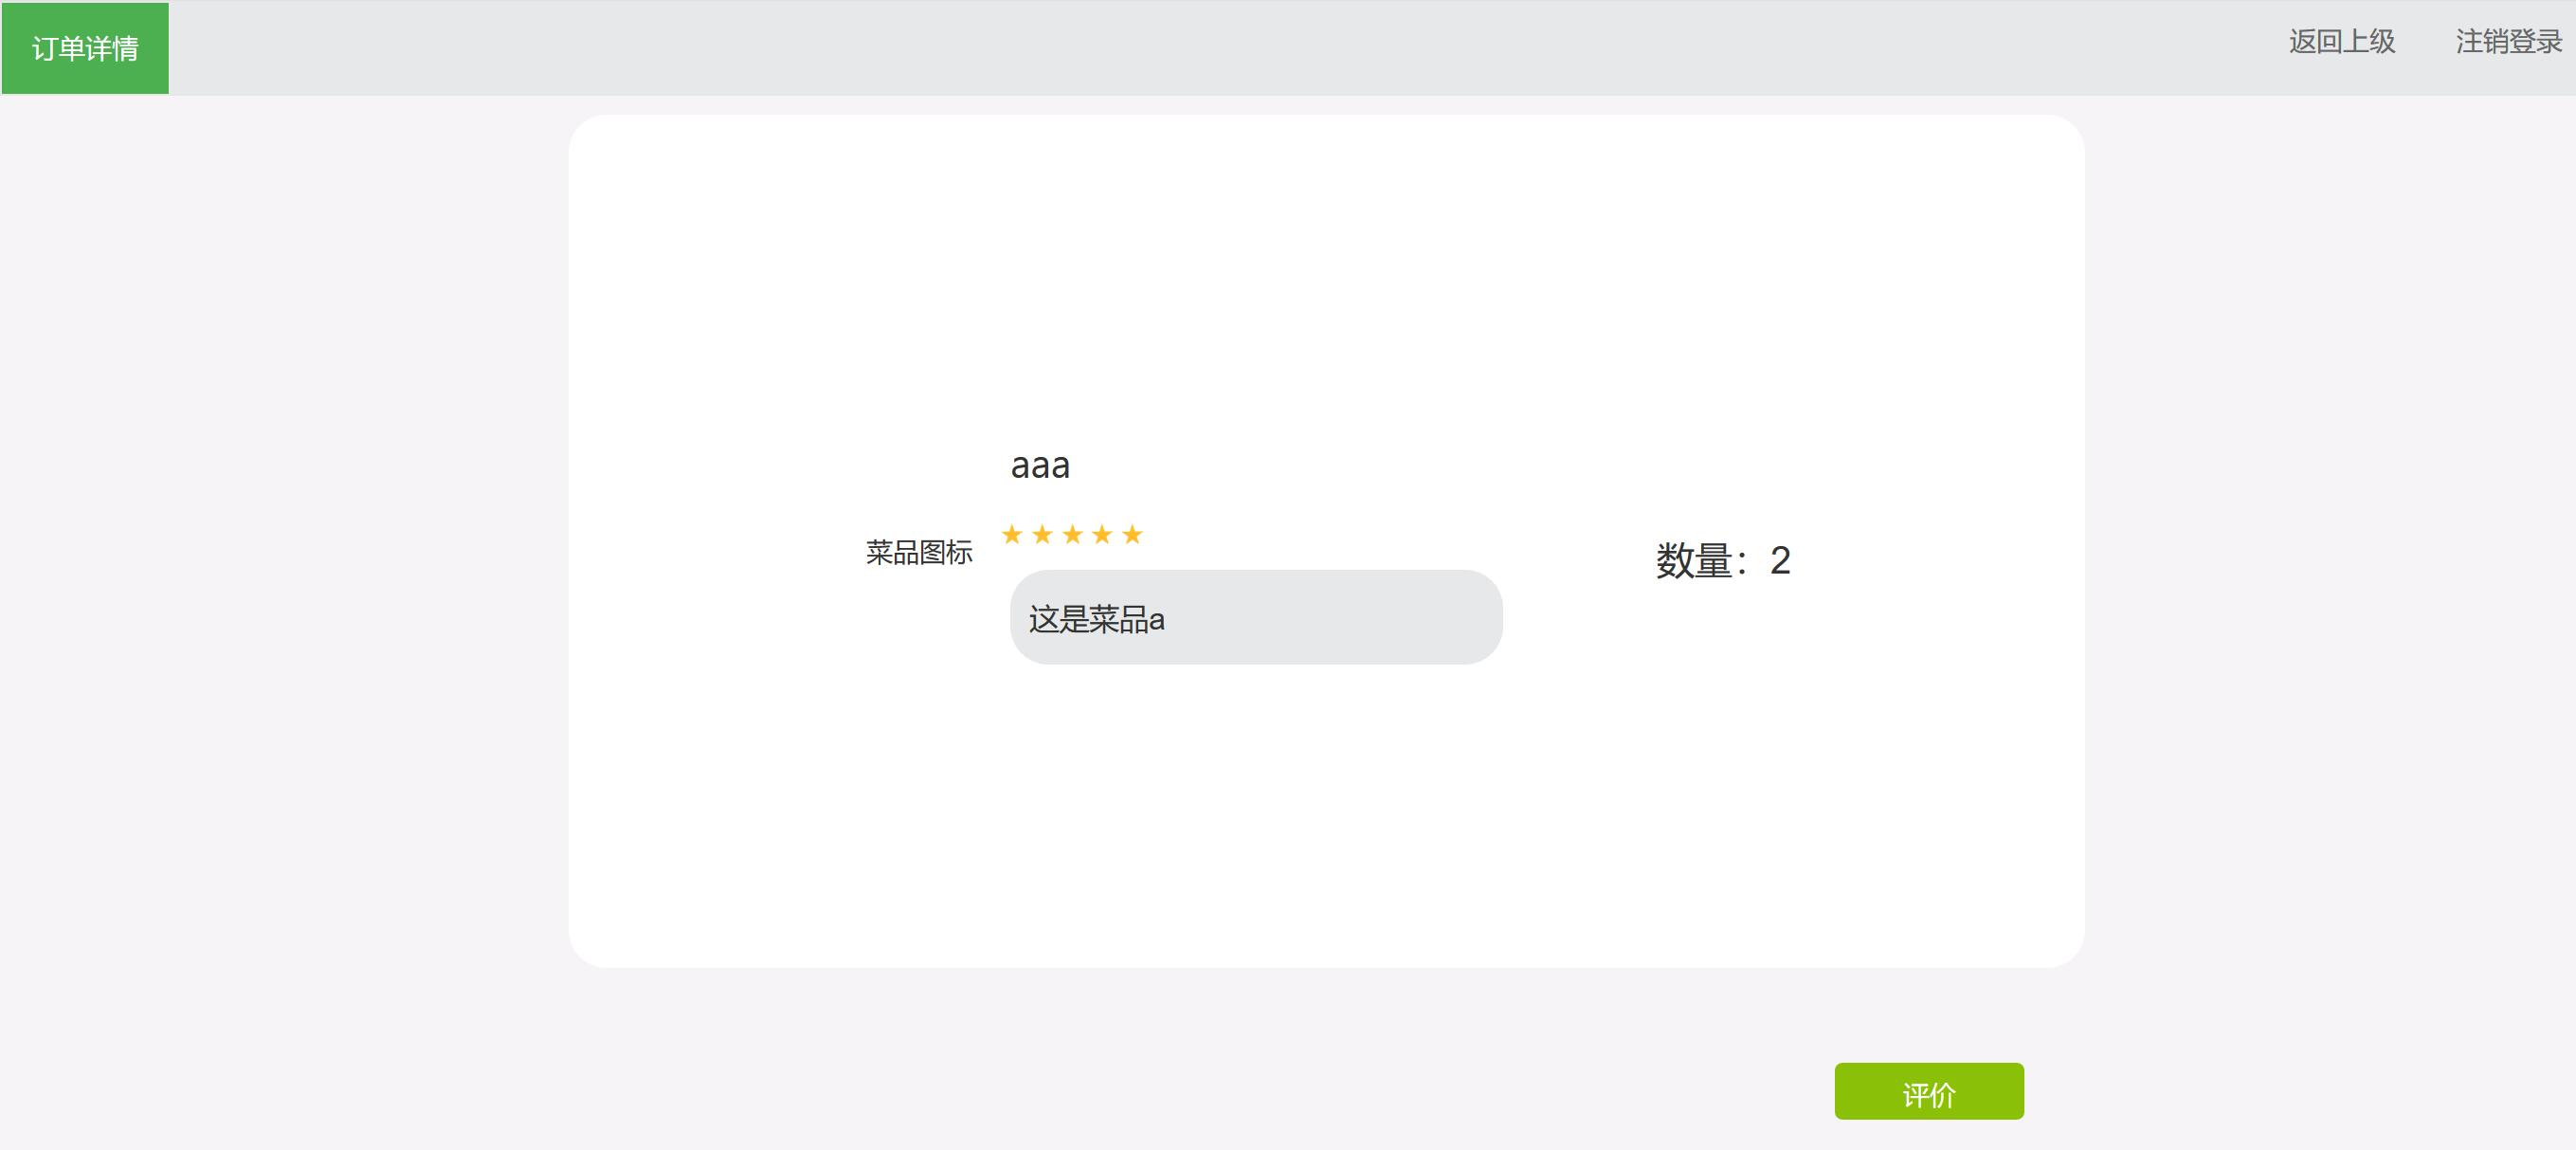 订单详情
返回上级
注销登录
aaa
★★★★★
菜品图标
数量：2
这是菜品a
评价